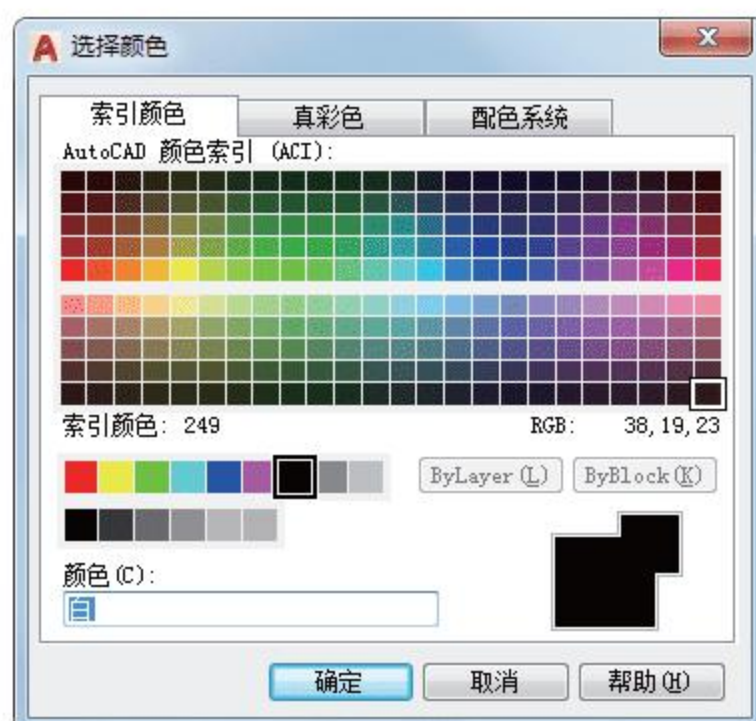 选择颜色
索引颜色 真彩色 配色系统
AutoCAD 颜色索引 (ACI):
索引颜色: 249 RGB: 38,19,23
ByLayer(L) ByBlock(K)
颜色(C):
白
确定 取消 帮助(H)